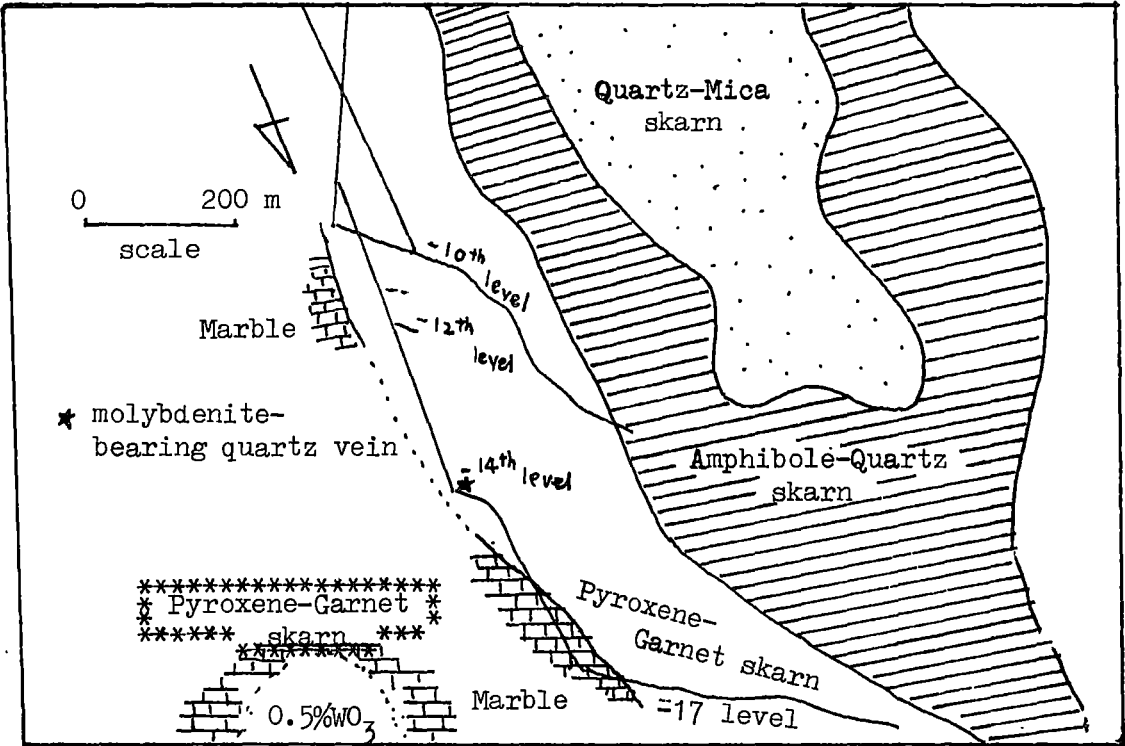 Quartz-Mica
skarn
0 200 m
scale
-10th
level
Marble
-12th
level
* molybdenite-
bearing quartz vein
-14th level
Amphibole-Quartz
skarn
Pyroxene-Garnet
skarn
Pyroxene-
Garnet skarn
Marble
-17 level
0.5%WO3